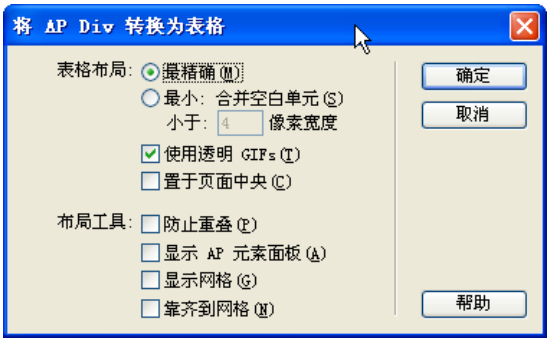 将 AP Div 转换为表格
表格布局: 最精确(M) 确定
最小: 合并空白单元(S) 取消
小于: 4 像素宽度
使用透明 GIFs(T)
置于页面中央(C)
布局工具: 防止重叠(P)
显示 AP 元素面板(A)
显示网格(G)
靠齐到网格(N) 帮助